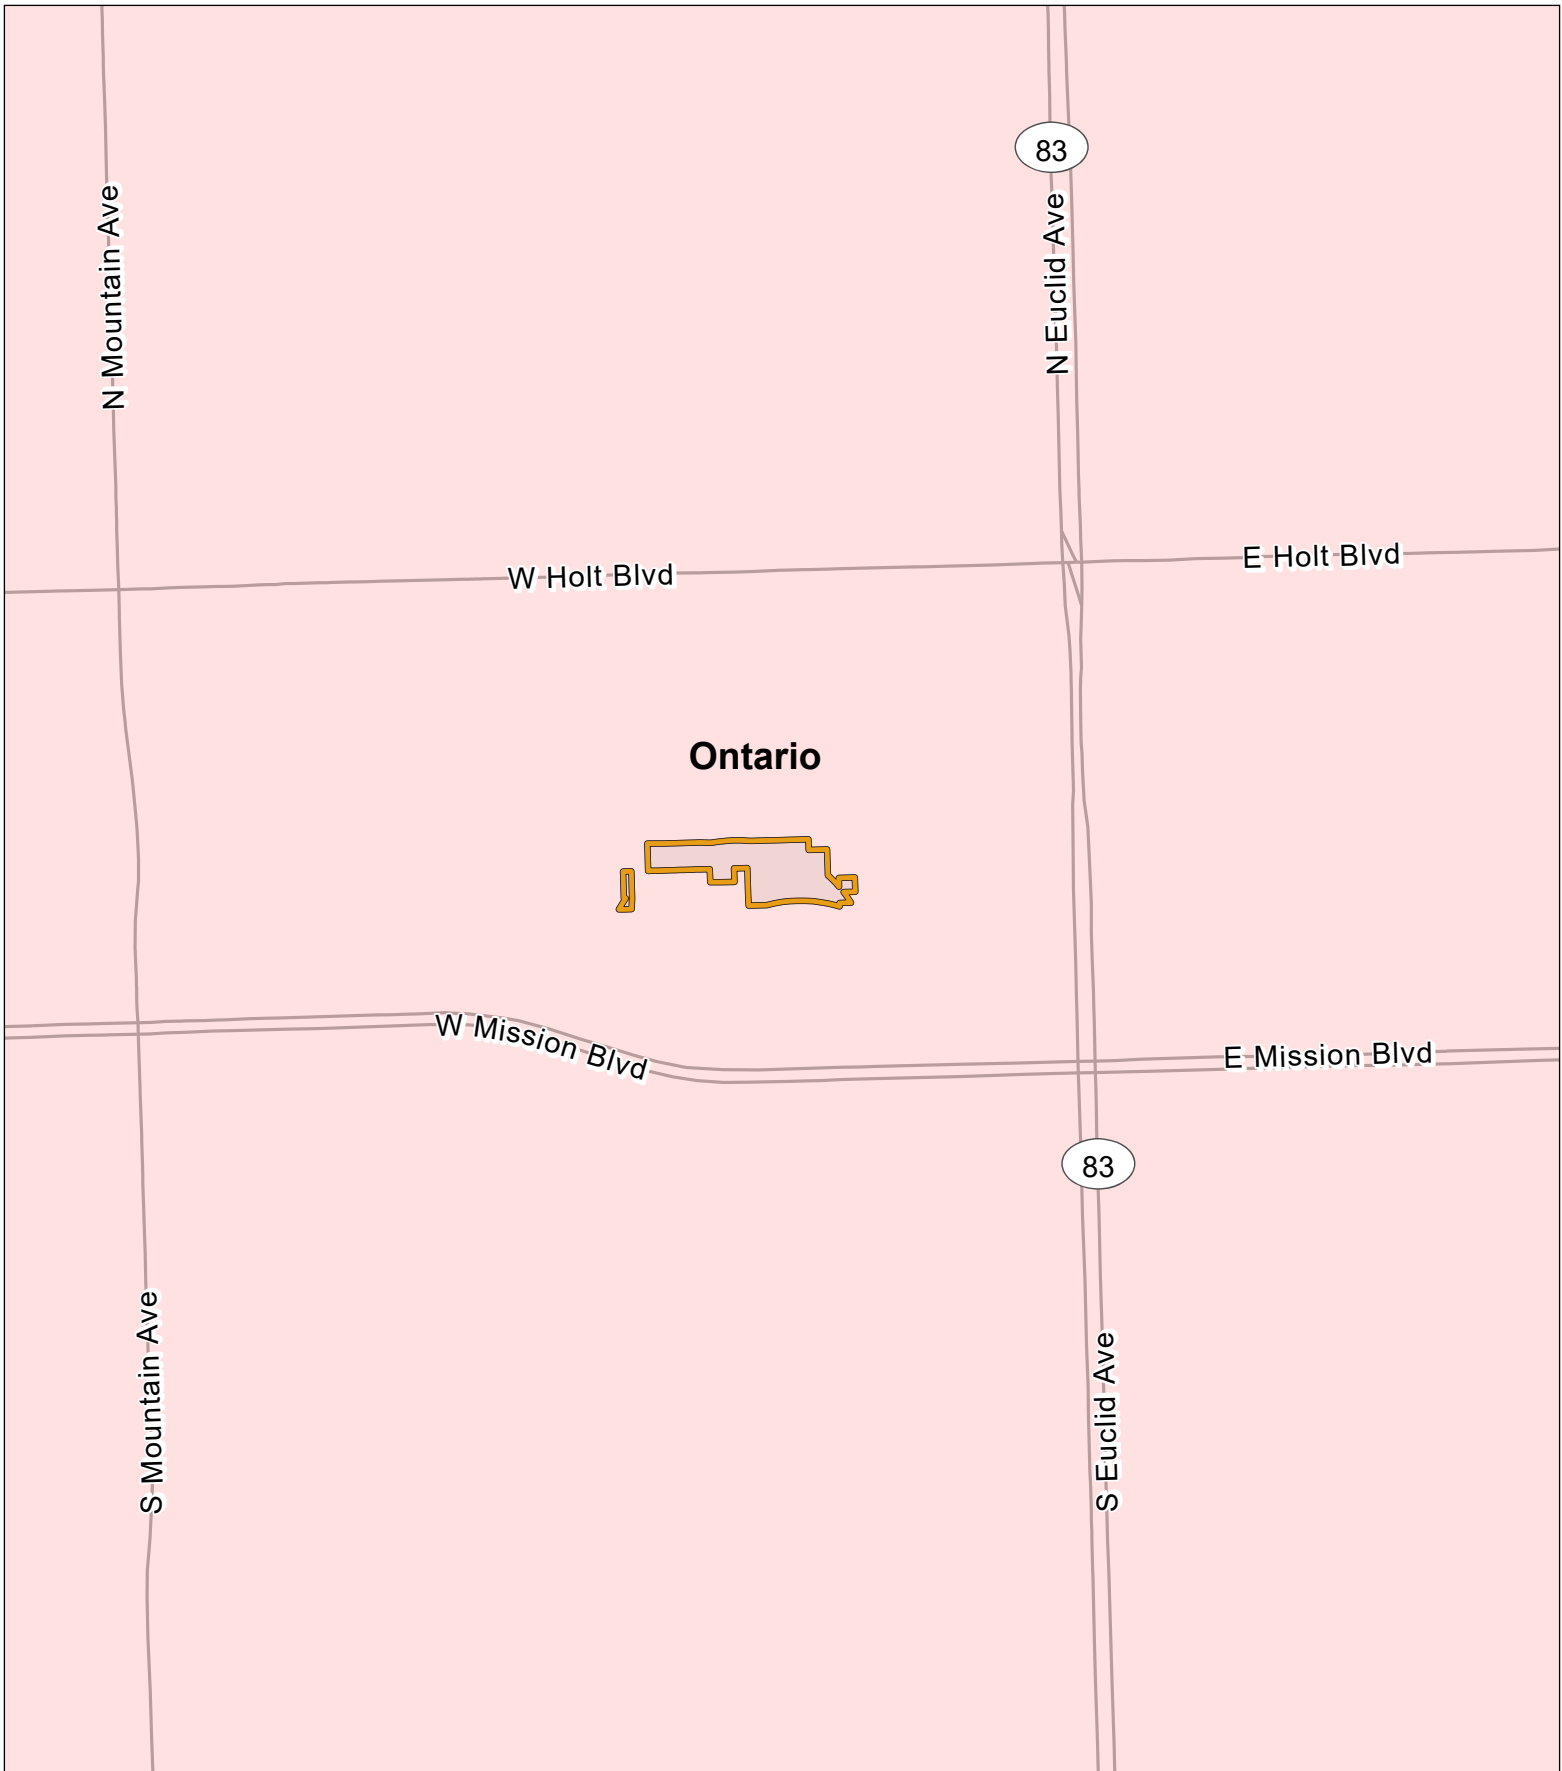 83
N Mountain Ave
N Euclid Ave
W Holt Blvd
E Holt Blvd
Ontario
W Mission Blvd
E Mission Blvd
83
S Mountain Ave
S Euclid Ave